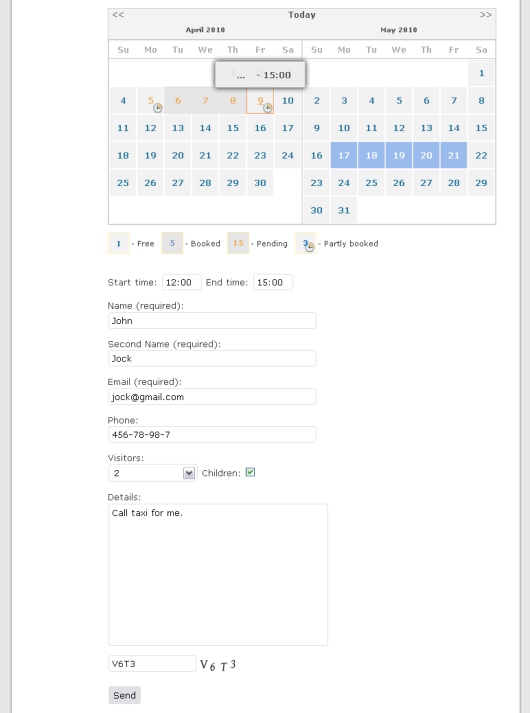 << Today >>
April 2010 May 2010
Su Mo Tu We Th Fr Sa Su Mo Tu We Th Fr Sa
... - 15:00 1
4 5 6 7 8 9 10 2 3 4 5 6 7 8
11 12 13 14 15 16 17 9 10 11 12 13 14 15
18 19 20 21 22 23 24 16 17 18 19 20 21 22
25 26 27 28 29 30 23 24 25 26 27 28 29
30 31
1 - Free 5 - Booked 15 - Pending 3 - Partly booked
Start time: 12:00 End time: 15:00
Name (required):
John
Second Name (required):
Jock
Email (required):
jock@gmail.com
Phone:
456-78-98-7
Visitors:
2 Children:
Details:
Call taxi for me.
V6T3 V6T3
Send